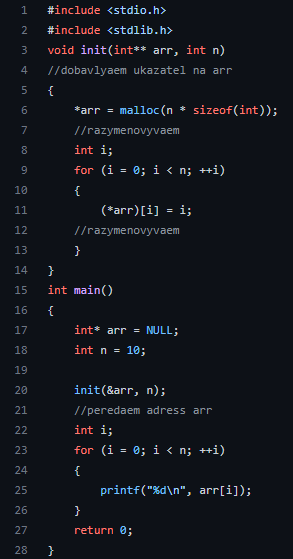 1 #include <stdio.h>
2 #include <stdlib.h>
3 void init(int** arr, int n)
4 //dobavlyaem ukazatel na arr
5 {
6     *arr = malloc(n * sizeof(int));
7     //razymenovyvaem
8     int i;
9     for (i = 0; i < n; ++i)
10     {
11         (*arr)[i] = i;
12     //razymenovyvaem
13     }
14 }
15 int main()
16 {
17     int* arr = NULL;
18     int n = 10;
19
20     init(&arr, n);
21     //peredaem adress arr
22     int i;
23     for (i = 0; i < n; ++i)
24     {
25         printf("%d\n", arr[i]);
26     }
27     return 0;
28 }